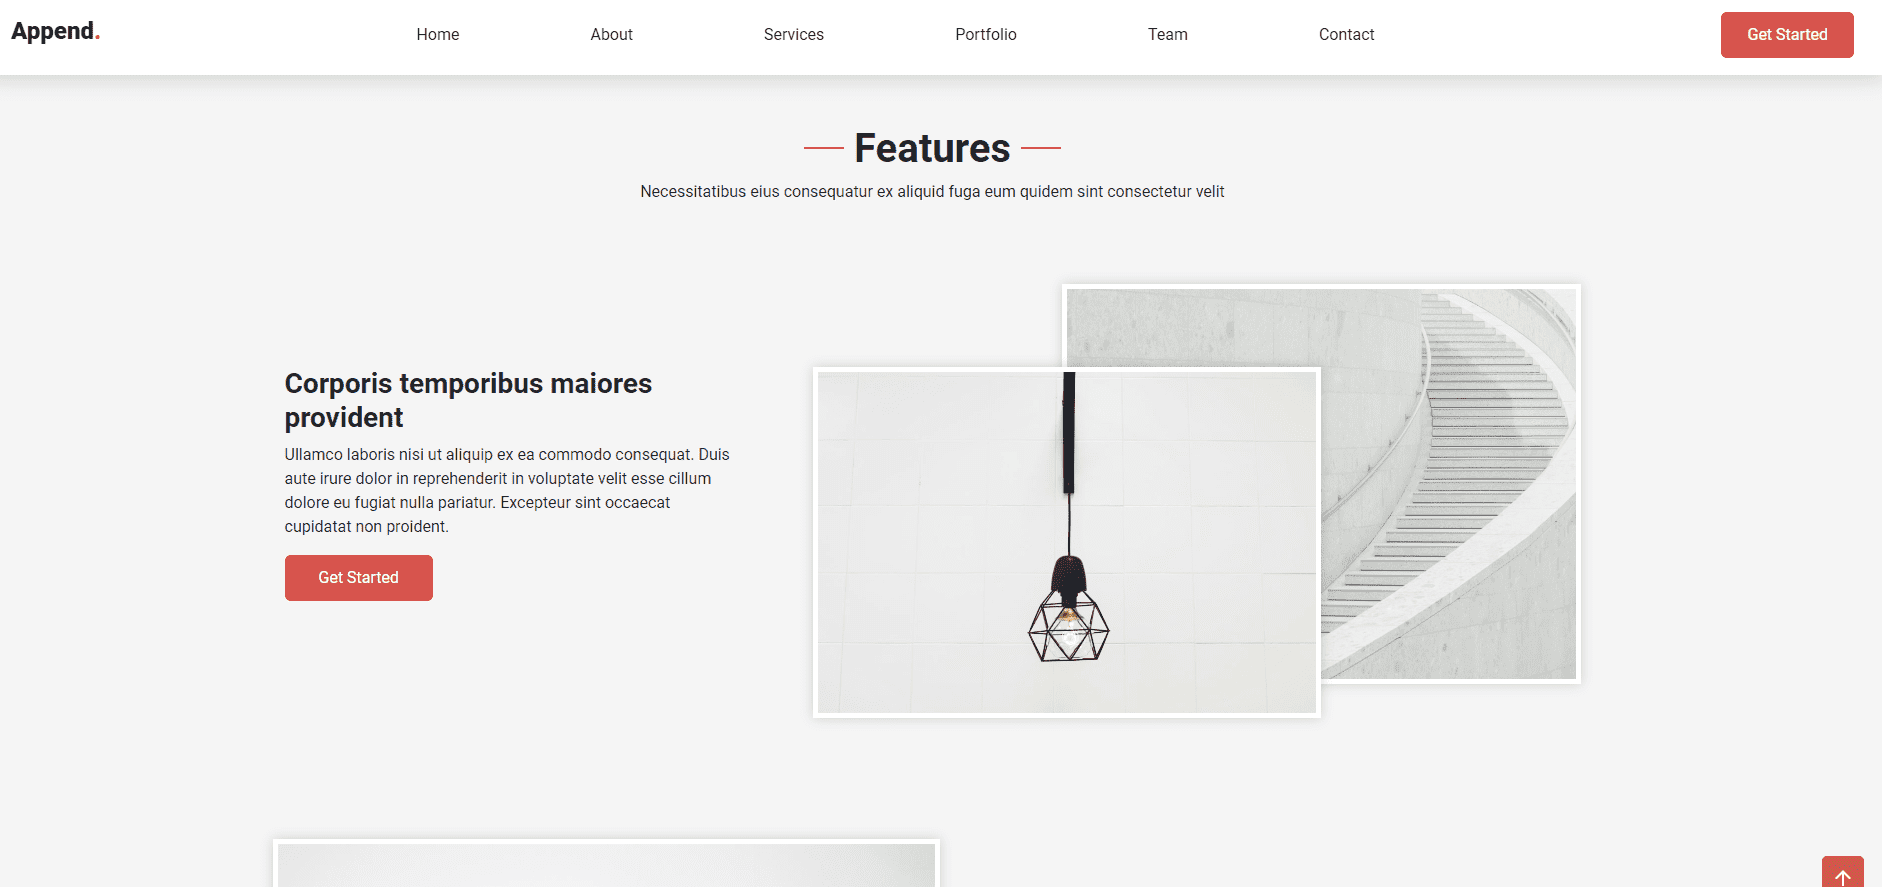 Append.
Home
About
Services
Portfolio
Team
Contact
Get Started
Features
Necessitatibus eius consequatur ex aliquid fuga eum quidem sint consectetur velit
Corporis temporibus maiores
provident
Ullamco laboris nisi ut aliquip ex ea commodo consequat. Duis
aute irure dolor in reprehenderit in voluptate velit esse cillum
dolore eu fugiat nulla pariatur. Excepteur sint occaecat
cupidatat non proident.
Get Started